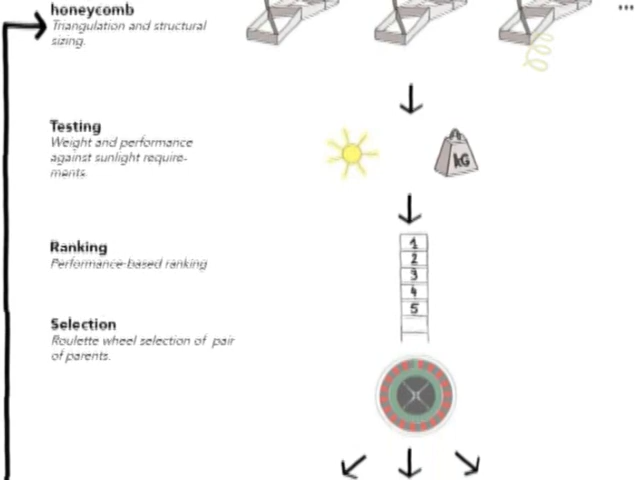 honeycomb
Triangulation and structural
sizing.
...
Testing
Weight and performance
against sunlight require-
ments.
kG
Ranking
Performance-based ranking
1
2
3
4
5
Selection
Roulette wheel selection of pair
of parents.